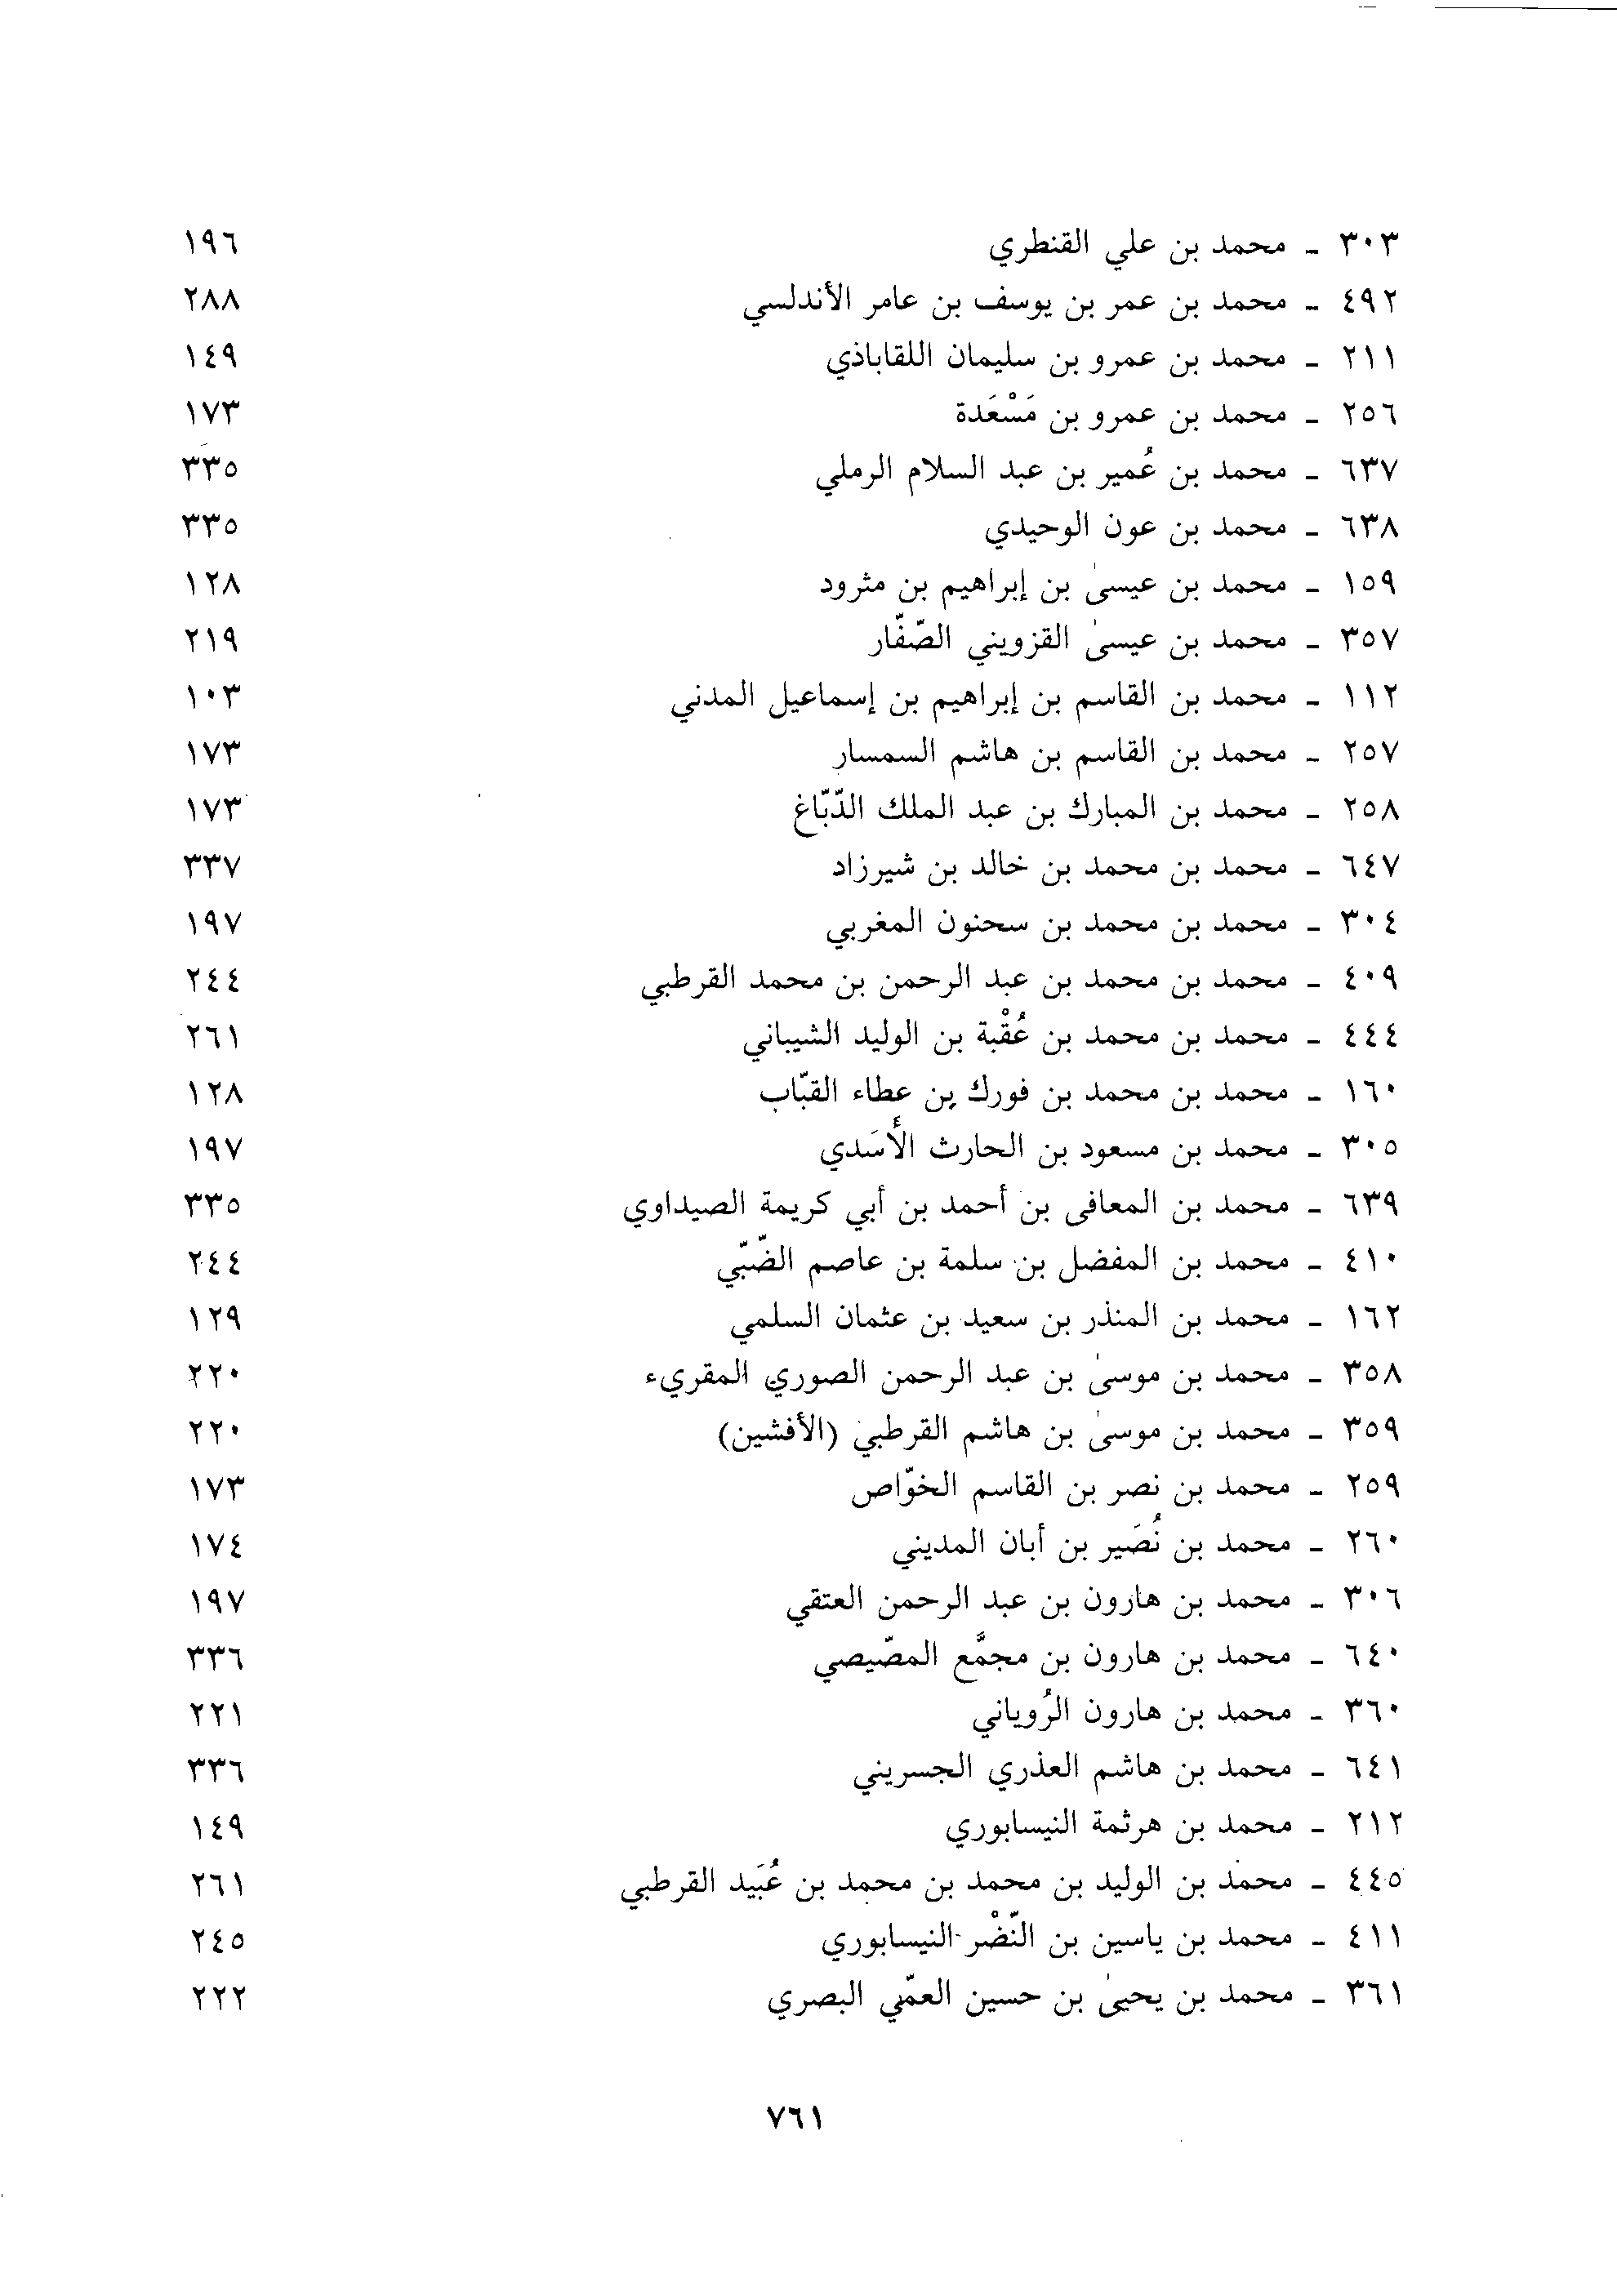 ٣٠٣ ـ محمد بن علي القنطري ١٩٦
٤٩٢ ـ محمد بن عمر بن يوسف بن عامر الأندلسي ٢٨٨
٢١١ ـ محمد بن عمرو بن سليمان اللقاباذي ١٤٩
٢٥٦ ـ محمد بن عمرو بن مَسْعَدة ١٧٣
٦٣٧ ـ محمد بن عُمير بن عبد السلام الرملي ٣٣٥
٦٣٨ ـ محمد بن عون الوحيدي ٣٣٥
١٥٩ ـ محمد بن عيسىٰ بن إبراهيم بن مثرود ١٢٨
٣٥٧ ـ محمد بن عيسىٰ القزويني الصّفّار ٢١٩
١١٢ ـ محمد بن القاسم بن إبراهيم بن إسماعيل المدني ١٠٣
٢٥٧ ـ محمد بن القاسم بن هاشم السمسار ١٧٣
٢٥٨ ـ محمد بن المبارك بن عبد الملك الدّبّاغ ١٧٣
٦٤٧ ـ محمد بن محمد بن خالد بن شيرزاد ٣٣٧
٣٠٤ ـ محمد بن محمد بن سحنون المغربي ١٩٧
٤٠٩ ـ محمد بن محمد بن عبد الرحمن بن محمد القرطبي ٢٤٤
٤٤٤ ـ محمد بن محمد بن عُقْبة بن الوليد الشيباني ٢٦١
١٦٠ ـ محمد بن محمد بن فورك بن عطاء القبّاب ١٢٨
٣٠٥ ـ محمد بن مسعود بن الحارث الأَسَدي ١٩٧
٦٣٩ ـ محمد بن المعافى بن أحمد بن أبي كريمة الصيداوي ٣٣٥
٤١٠ ـ محمد بن المفضل بن سلمة بن عاصم الضّبّي ٢٤٤
١٦٢ ـ محمد بن المنذر بن سعيد بن عثمان السلمي ١٢٩
٣٥٨ ـ محمد بن موسىٰ بن عبد الرحمن الصوري المقريء ٢٢٠
٣٥٩ ـ محمد بن موسىٰ بن هاشم القرطبي (الأفشين) ٢٢٠
٢٥٩ ـ محمد بن نصر بن القاسم الخوّاص ١٧٣
٢٦٠ ـ محمد بن نُصَير بن أبان المديني ١٧٤
٣٠٦ ـ محمد بن هارون بن عبد الرحمن العتقي ١٩٧
٦٤٠ ـ محمد بن هارون بن مجمَّع المصّيصي ٣٣٦
٣٦٠ ـ محمد بن هارون الرُوياني ٢٢١
٦٤١ ـ محمد بن هاشم العذري الجسريني ٣٣٦
٢١٢ ـ محمد بن هرثمة النيسابوري ١٤٩
٤٤٥ ـ محمد بن الوليد بن محمد بن محمد بن عُبَيد القرطبي ٢٦١
٤١١ ـ محمد بن ياسين بن النّضْر النيسابوري ٢٤٥
٣٦١ ـ محمد بن يحيىٰ بن حسين العمّي البصري ٢٢٢
٧٦١